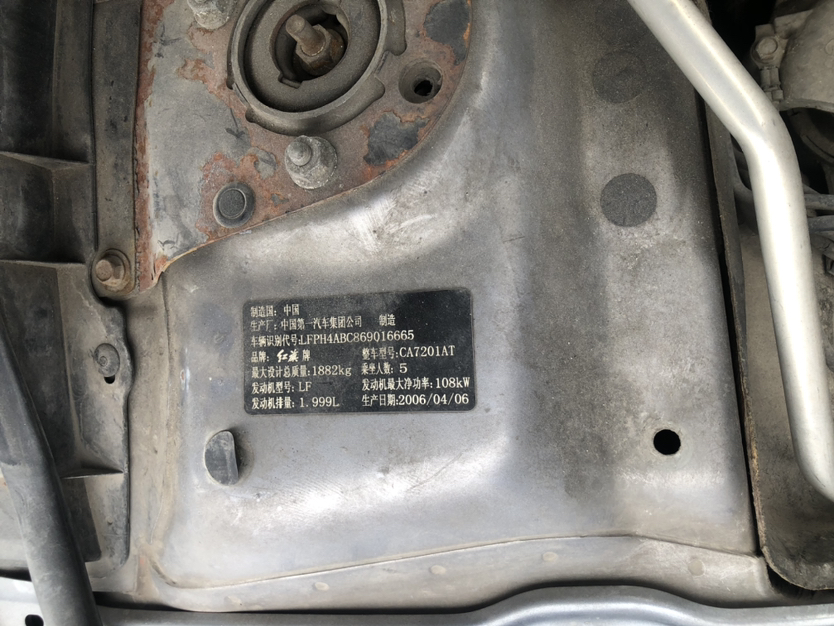 制造国：中国
生产厂：中国第一汽车集团公司 制造
车辆识别代号:LFPH4ABC869016665
品牌：红旗 牌 整车型号:CA7201AT
最大设计总质量:1882kg 乘坐人数：5
发动机型号:LF 发动机最大净功率:108kW
发动机排量：1.999L 生产日期:2006/04/06